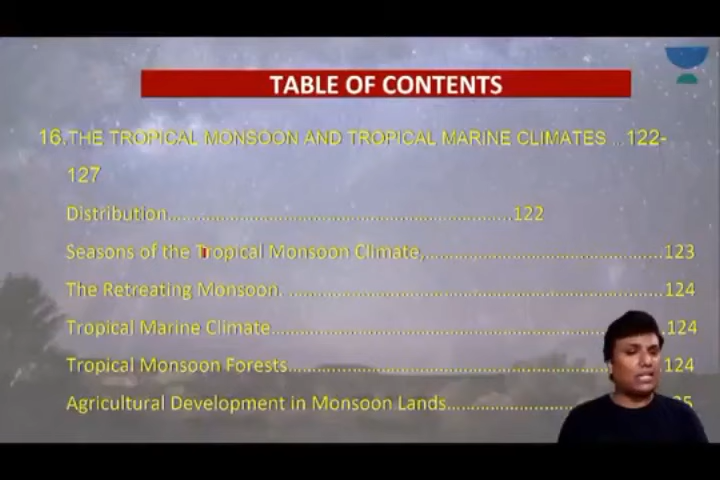 TABLE OF CONTENTS
16.THE TROPICAL MONSOON AND TROPICAL MARINE CLIMATES ...122-
127
Distribution..............................................................................122
Seasons of the Tropical Monsoon Climate,.....................................................123
The Retreating Monsoon. ...................................................................................124
Tropical Marine Climate.....................................................................................124
Tropical Monsoon Forests..................................................................................124
Agricultural Development in Monsoon Lands...........................